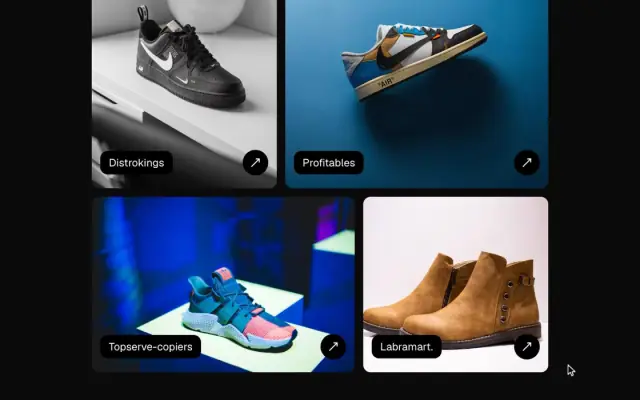 Distrokings
"AIR"
Profitables
Topserve-copiers
Labramart.